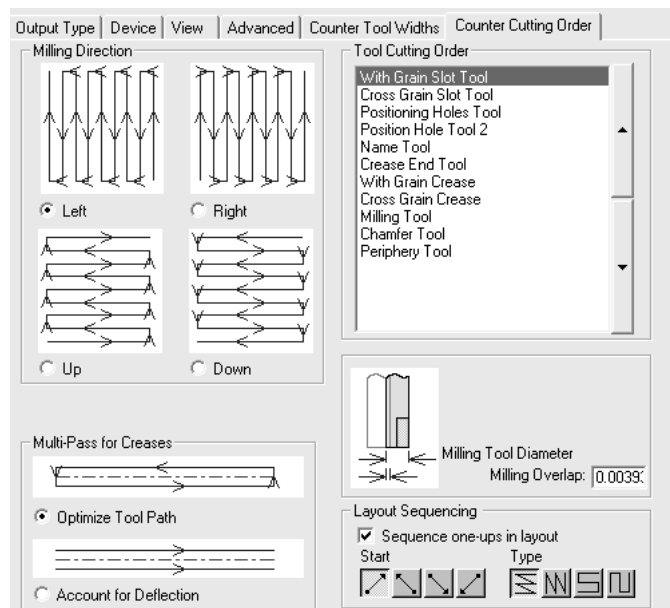 Output Type Device View Advanced Counter Tool Widths Counter Cutting Order
Milling Direction
Left Right
Up Down
Multi-Pass for Creases
Optimize Tool Path
Account for Deflection
Tool Cutting Order
With Grain Slot Tool
Cross Grain Slot Tool
Positioning Holes Tool
Position Hole Tool 2
Name Tool
Crease End Tool
With Grain Crease
Cross Grain Crease
Milling Tool
Chamfer Tool
Periphery Tool
Milling Tool Diameter
Milling Overlap:
Layout Sequencing
Sequence one-ups in layout
Start Type